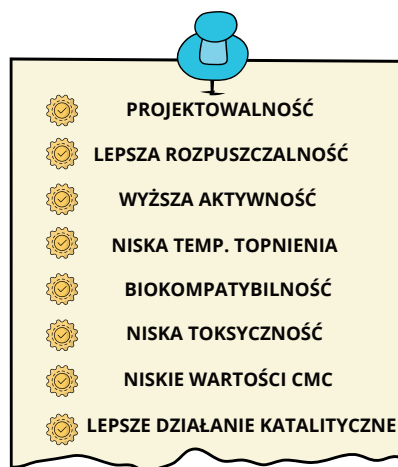 PROJEKTOWALNOŚĆ
LEPSZA ROZPUSZCZALNOŚĆ
WYŻSZA AKTYWNOŚĆ
NISKA TEMP. TOPNIENIA
BIOKOMPATYBILNOŚĆ
NISKA TOKSYCZNOŚĆ
NISKIE WARTOŚCI CMC
LEPSZE DZIAŁANIE KATALITYCZNE